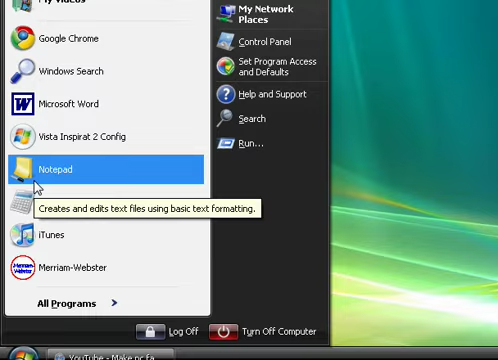 My Videos
Google Chrome
Windows Search
Microsoft Word
Vista Inspirat 2 Config
Notepad
Creates and edits text files using basic text formatting.
iTunes
Merriam-Webster
All Programs
My Network
Places
Control Panel
Set Program Access
and Defaults
Help and Support
Search
Run...
Log Off
Turn Off Computer
YouTube - Make pc fa...